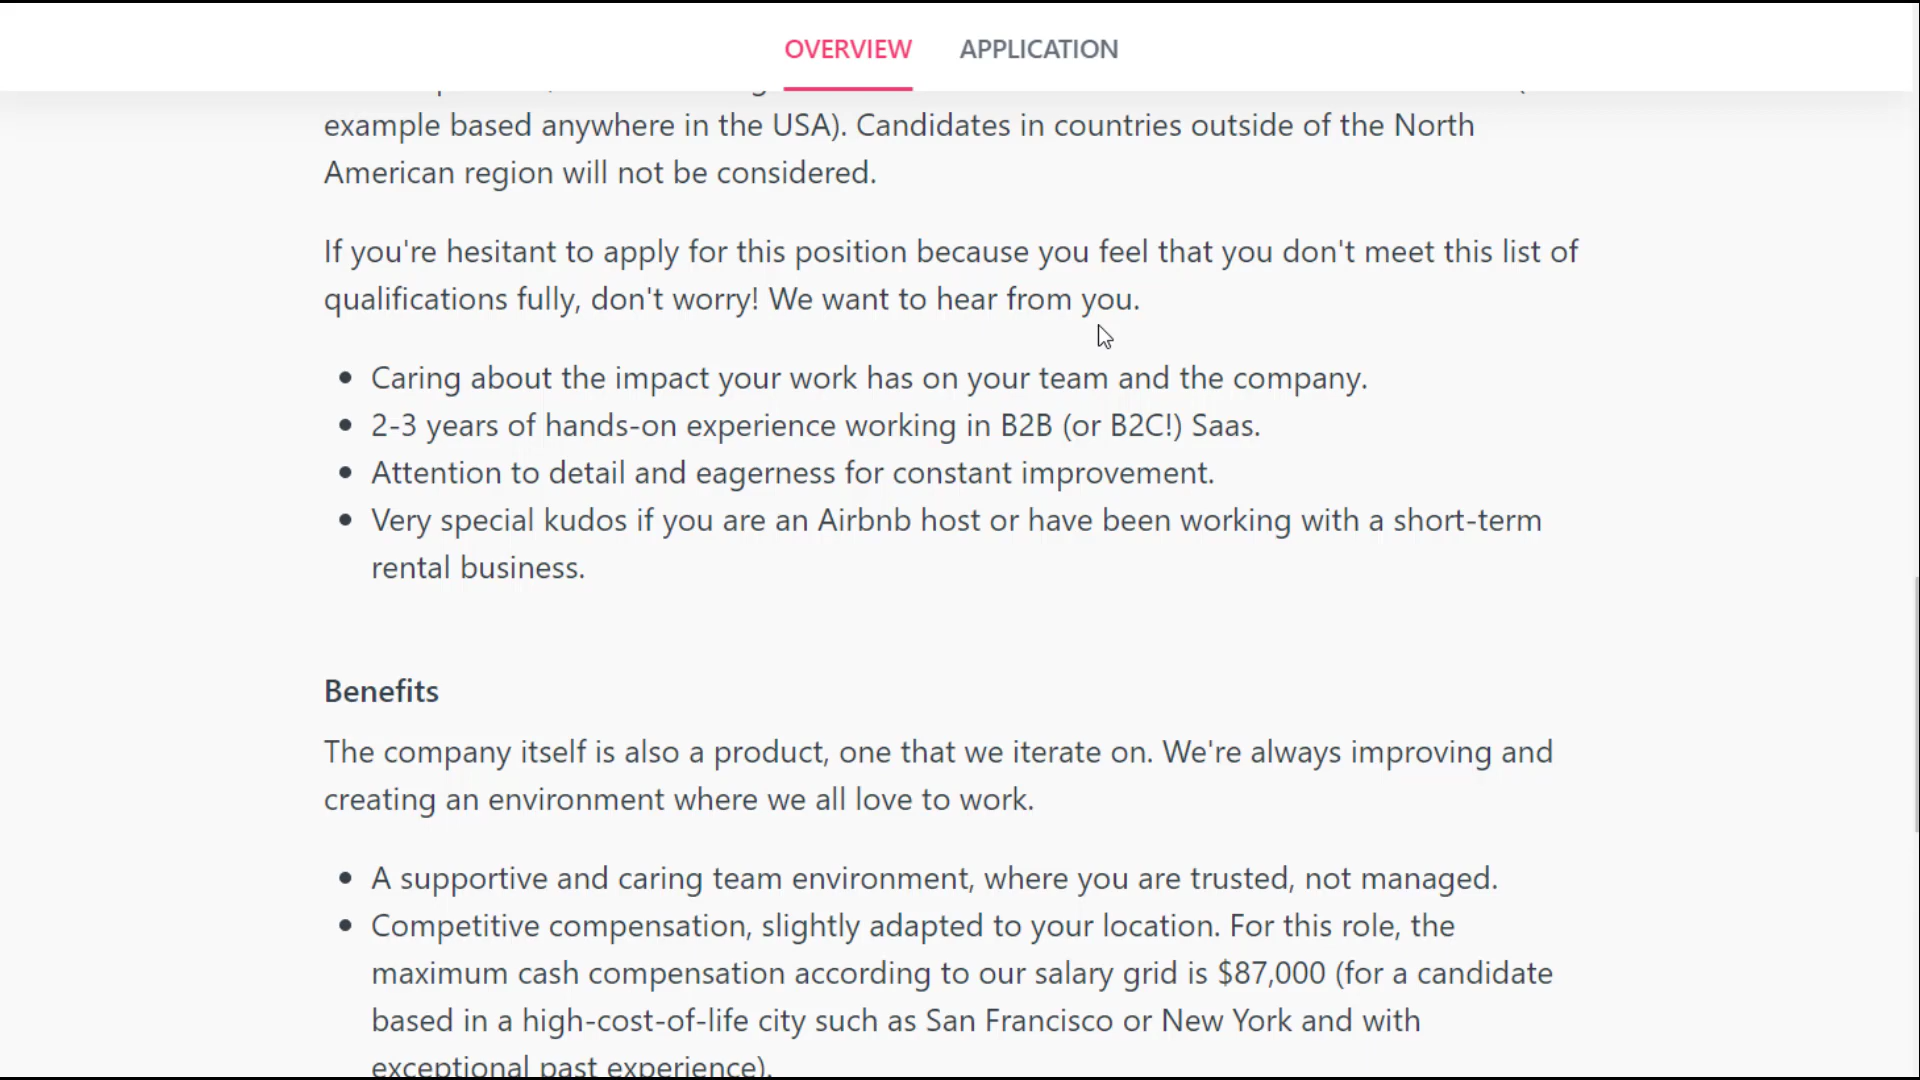 OVERVIEW APPLICATION
example based anywhere in the USA). Candidates in countries outside of the North
American region will not be considered.
If you're hesitant to apply for this position because you feel that you don't meet this list of
qualifications fully, don't worry! We want to hear from you.
Caring about the impact your work has on your team and the company.
2-3 years of hands-on experience working in B2B (or B2C!) Saas.
Attention to detail and eagerness for constant improvement.
Very special kudos if you are an Airbnb host or have been working with a short-term
rental business.
Benefits
The company itself is also a product, one that we iterate on. We're always improving and
creating an environment where we all love to work.
A supportive and caring team environment, where you are trusted, not managed.
Competitive compensation, slightly adapted to your location. For this role, the
maximum cash compensation according to our salary grid is $87,000 (for a candidate
based in a high-cost-of-life city such as San Francisco or New York and with
exceptional past experience).